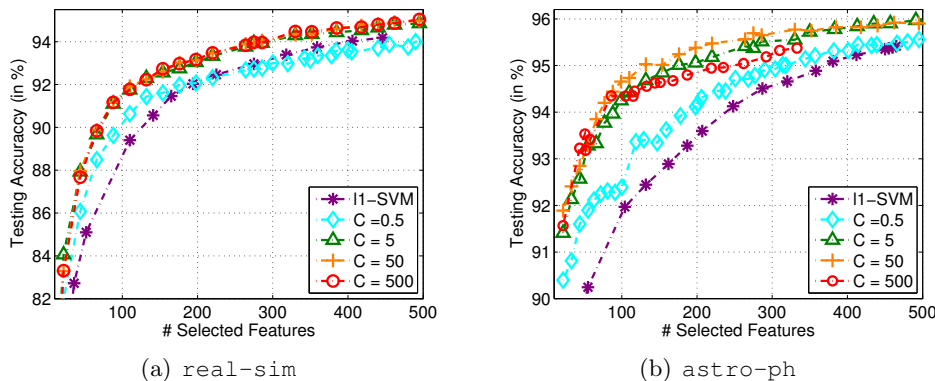 Testing Accuraccy (in %)
94
92
90
88
86
84
82
100 200 300 400 500
# Selected Features
l1−SVM
C =0.5
C = 5
C = 50
C = 500
(a) real-sim
Testing Accuraccy (in %)
96
95
94
93
92
91
90
100 200 300 400 500
# Selected Features
l1−SVM
C =0.5
C = 5
C = 50
C = 500
(b) astro-ph